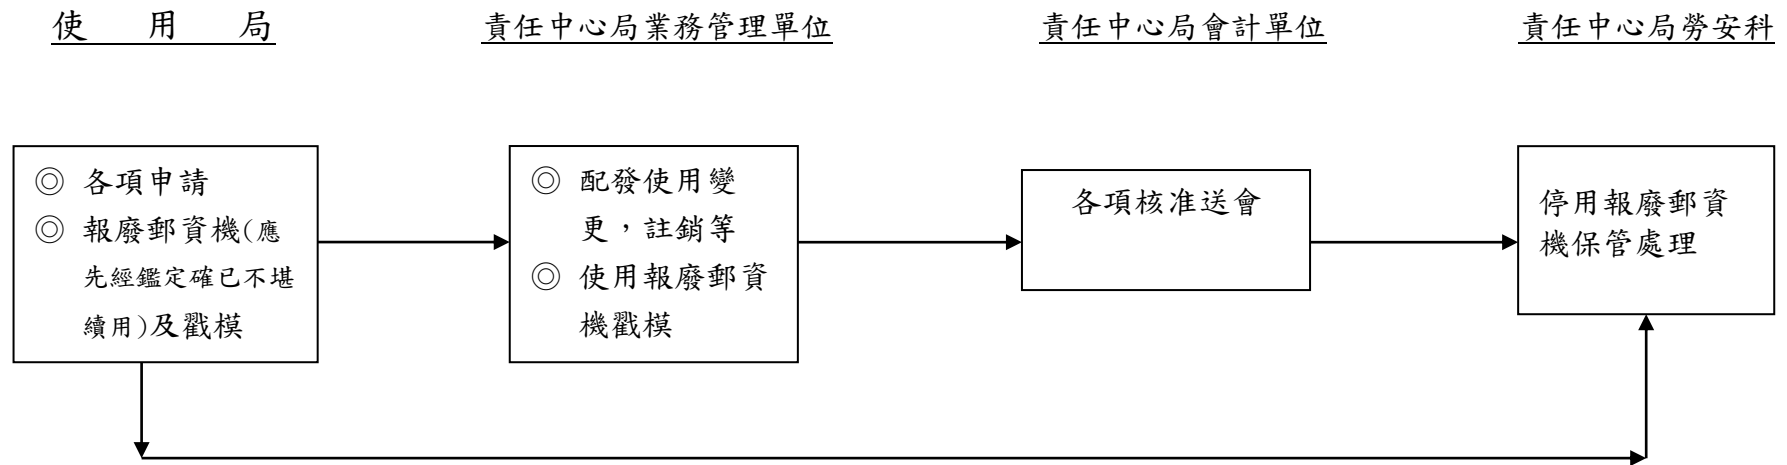 使用局
責任中心局業務管理單位
責任中心局會計單位
責任中心局勞安科
◎ 各項申請
◎ 報廢郵資機(應
先經鑑定確已不堪
續用)及戳模
◎ 配發使用變
更，註銷等
◎ 使用報廢郵資
機戳模
各項核准送會
停用報廢郵資
機保管處理